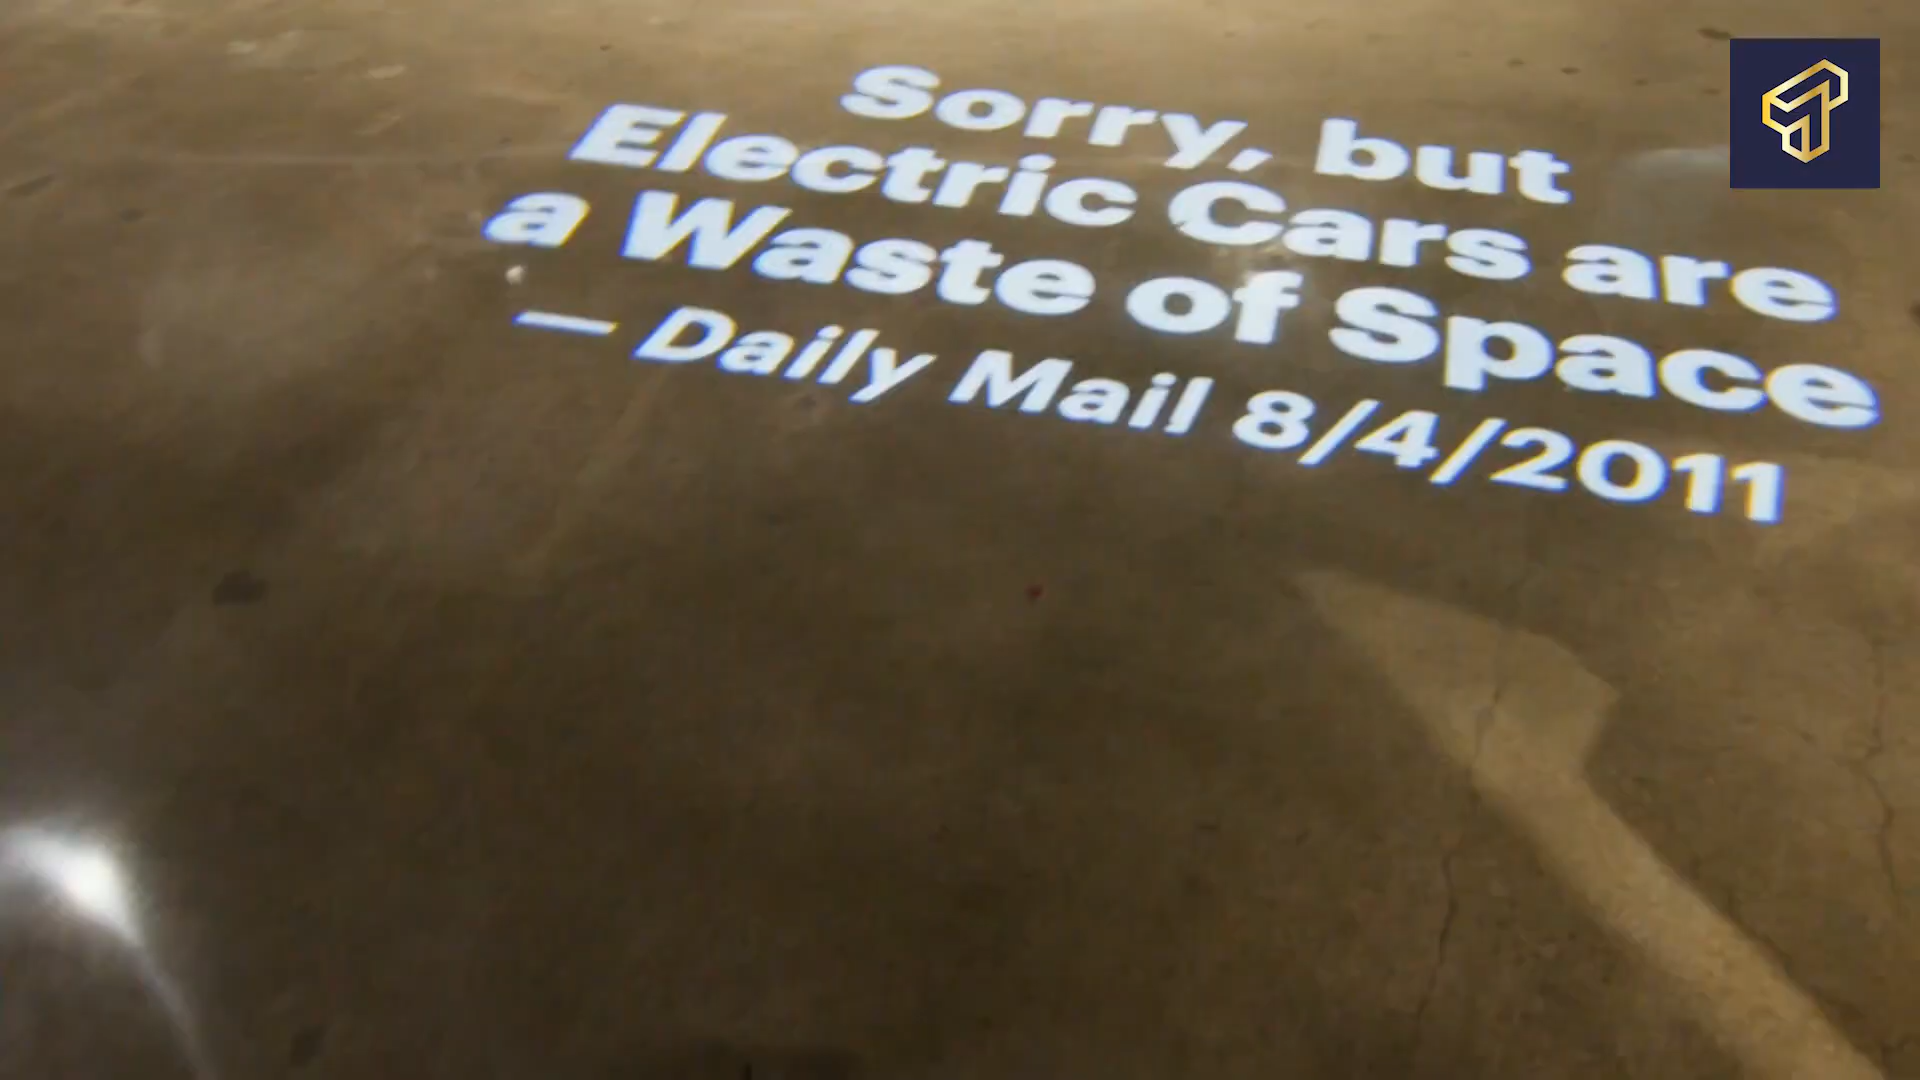 Sorry, but
Electric Cars are
a Waste of Space
— Daily Mail 8/4/2011